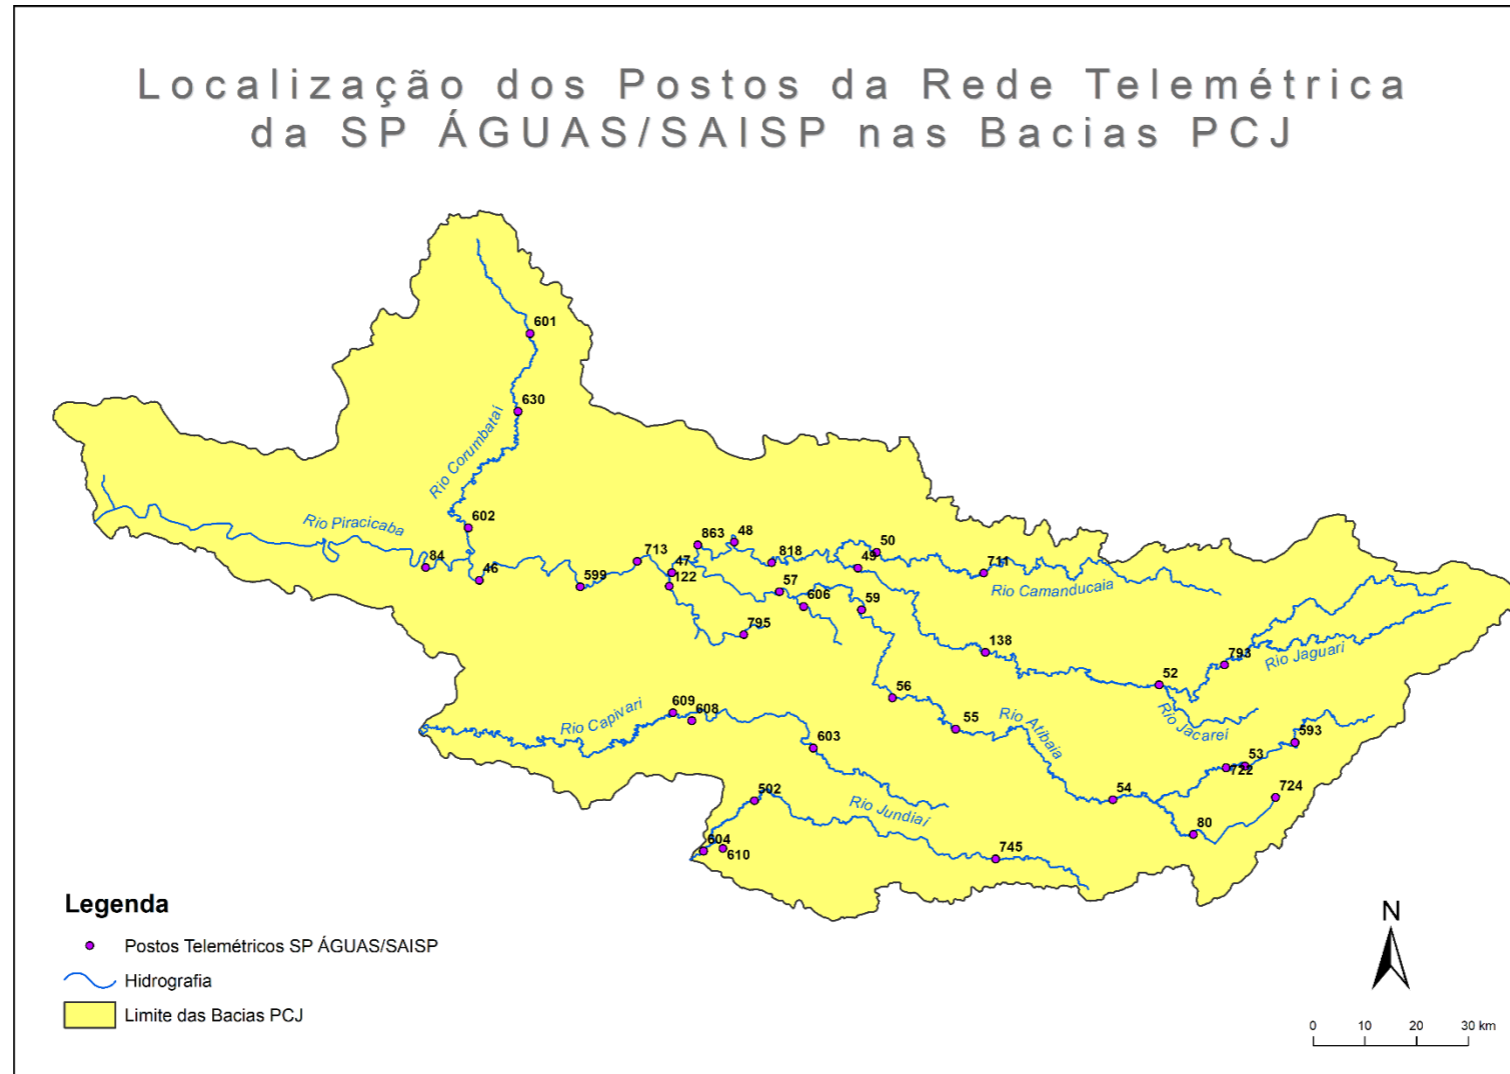 Localização dos Postos da Rede Telemétrica
da SP ÁGUAS/SAISP nas Bacias PCJ
601
630
Rio Corumbataí
602
Rio Piracicaba
84
46
599
713
47
122
863
48
818
50
49
711
Rio Camanducaia
57
606
59
795
138
52
793
Rio Jaguari
Rio Jacareí
56
55
Rio Atibaia
593
53
722
724
54
80
609
608
Rio Capivari
603
592
Rio Jundiaí
604
610
745
Legenda
Postos Telemétricos SP ÁGUAS/SAISP
Hidrografia
Limite das Bacias PCJ
N
0 10 20 30 km